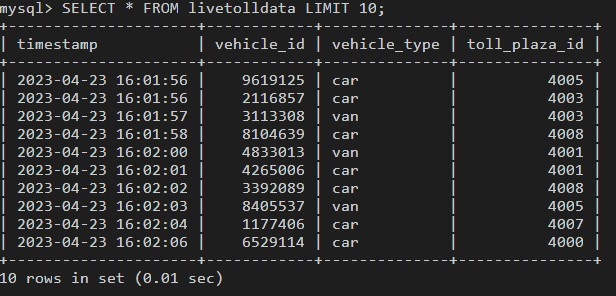 mysql> SELECT * FROM livetolldata LIMIT 10;
+---------------------+------------+--------------+---------------+
| timestamp           | vehicle_id | vehicle_type | toll_plaza_id |
+---------------------+------------+--------------+---------------+
| 2023-04-23 16:01:56 |    9619125 | car          |          4005 |
| 2023-04-23 16:01:56 |    2116857 | car          |          4003 |
| 2023-04-23 16:01:57 |    3113308 | van          |          4003 |
| 2023-04-23 16:01:58 |    8104639 | car          |          4008 |
| 2023-04-23 16:02:00 |    4833013 | van          |          4001 |
| 2023-04-23 16:02:01 |    4265006 | car          |          4001 |
| 2023-04-23 16:02:02 |    3392089 | car          |          4008 |
| 2023-04-23 16:02:03 |    8405537 | van          |          4005 |
| 2023-04-23 16:02:04 |    1177406 | car          |          4007 |
| 2023-04-23 16:02:06 |    6529114 | car          |          4000 |
+---------------------+------------+--------------+---------------+
10 rows in set (0.01 sec)